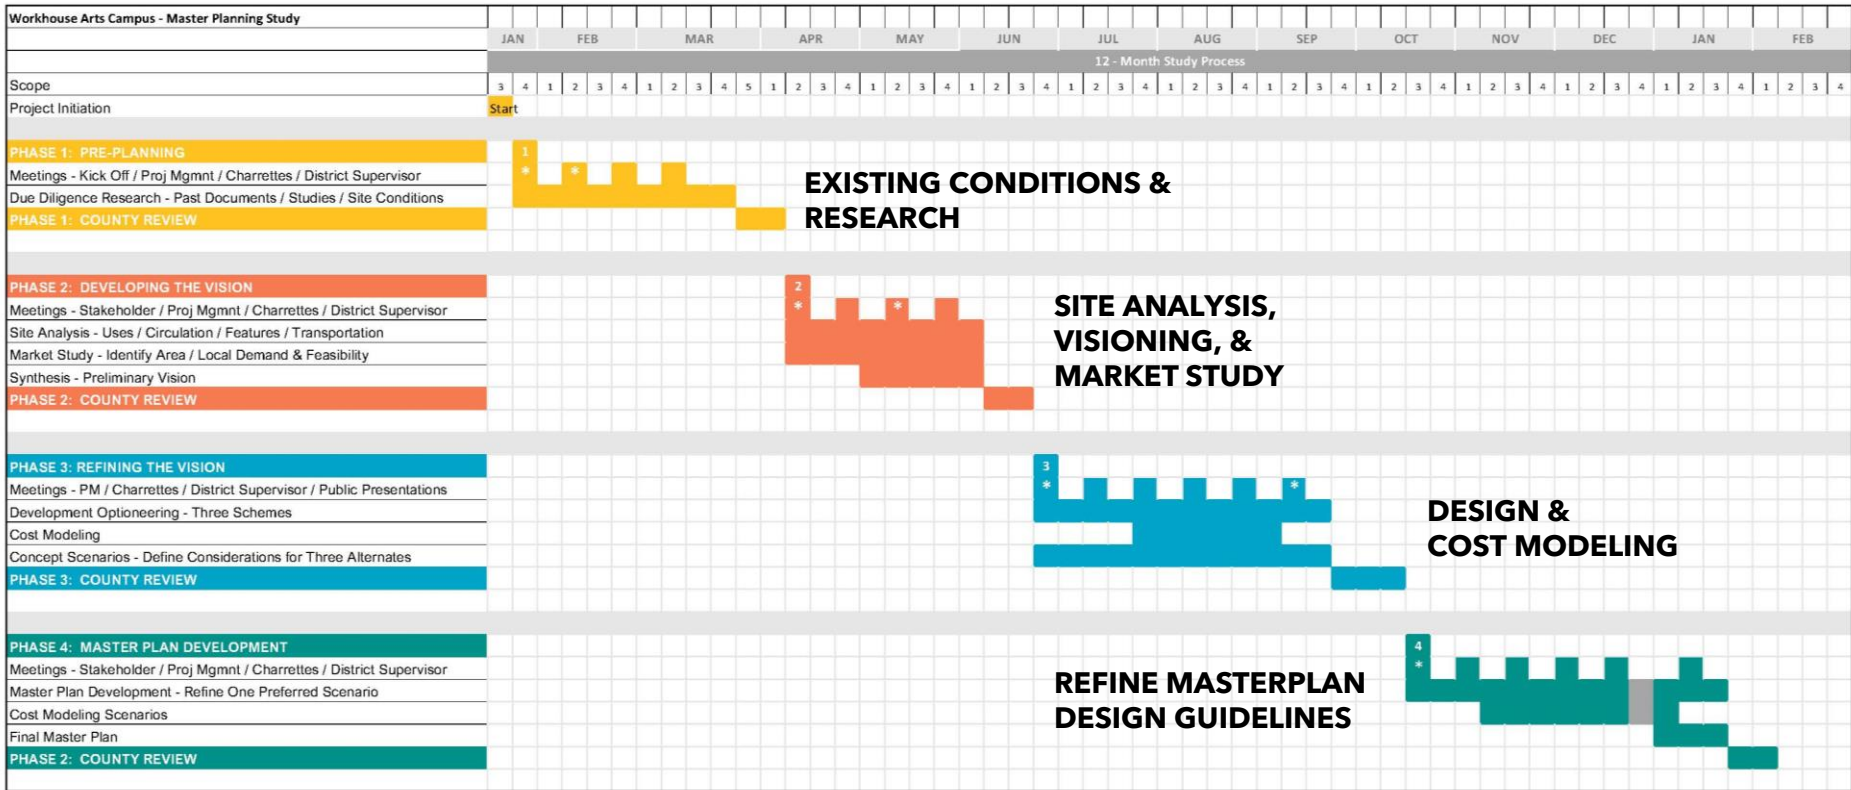 Workhouse Arts Campus - Master Planning Study
JAN FEB MAR APR MAY JUN JUL AUG SEP OCT NOV DEC JAN FEB
12 - Month Study Process
Scope 3 4 1 2 3 4 1 2 3 4 5 1 2 3 4 1 2 3 4 1 2 3 4 1 2 3 4 1 2 3 4 1 2 3 4 1 2 3 4 1 2 3 4 1 2 3 4 1 2 3 4 1 2 3 4
Project Initiation Start
PHASE 1: PRE-PLANNING 1
Meetings - Kick Off / Proj Mgmnt / Charrettes / District Supervisor * *
Due Diligence Research - Past Documents / Studies / Site Conditions
PHASE 1: COUNTY REVIEW
EXISTING CONDITIONS &
RESEARCH
PHASE 2: DEVELOPING THE VISION 2
Meetings - Stakeholder / Proj Mgmnt / Charrettes / District Supervisor * *
Site Analysis - Uses / Circulation / Features / Transportation
Market Study - Identify Area / Local Demand & Feasibility
Synthesis - Preliminary Vision
PHASE 2: COUNTY REVIEW
SITE ANALYSIS,
VISIONING, &
MARKET STUDY
PHASE 3: REFINING THE VISION 3
Meetings - PM / Charrettes / District Supervisor / Public Presentations * *
Development Optioneering - Three Schemes
Cost Modeling
Concept Scenarios - Define Considerations for Three Alternates
PHASE 3: COUNTY REVIEW
DESIGN &
COST MODELING
PHASE 4: MASTER PLAN DEVELOPMENT 4
Meetings - Stakeholder / Proj Mgmnt / Charrettes / District Supervisor *
Master Plan Development - Refine One Preferred Scenario
Cost Modeling Scenarios
Final Master Plan
PHASE 2: COUNTY REVIEW
REFINE MASTERPLAN
DESIGN GUIDELINES